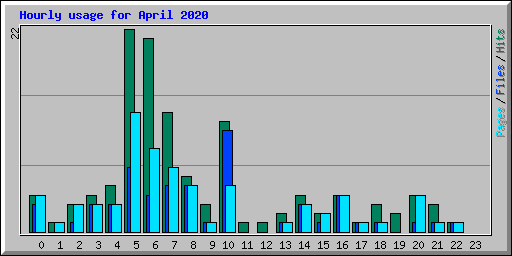 Hourly usage for April 2020
22
Pages / Files / Hits
0 1 2 3 4 5 6 7 8 9 10 11 12 13 14 15 16 17 18 19 20 21 22 23